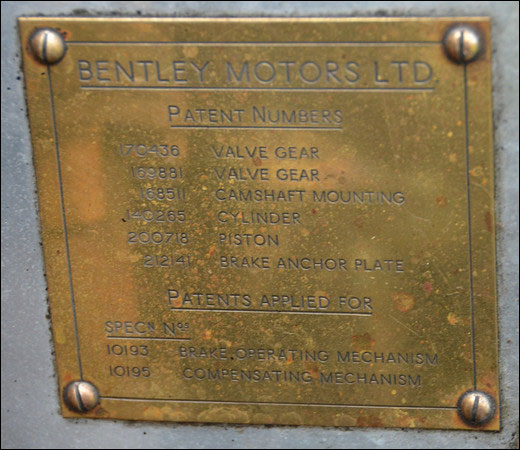 BENTLEY MOTORS LTD
PATENT NUMBERS
170436 VALVE GEAR
169881 VALVE GEAR
168511 CAMSHAFT MOUNTING
140265 CYLINDER
200718 PISTON
212141 BRAKE ANCHOR PLATE
PATENTS APPLIED FOR
SPECN NOS
10193 BRAKE OPERATING MECHANISM
10195 COMPENSATING MECHANISM